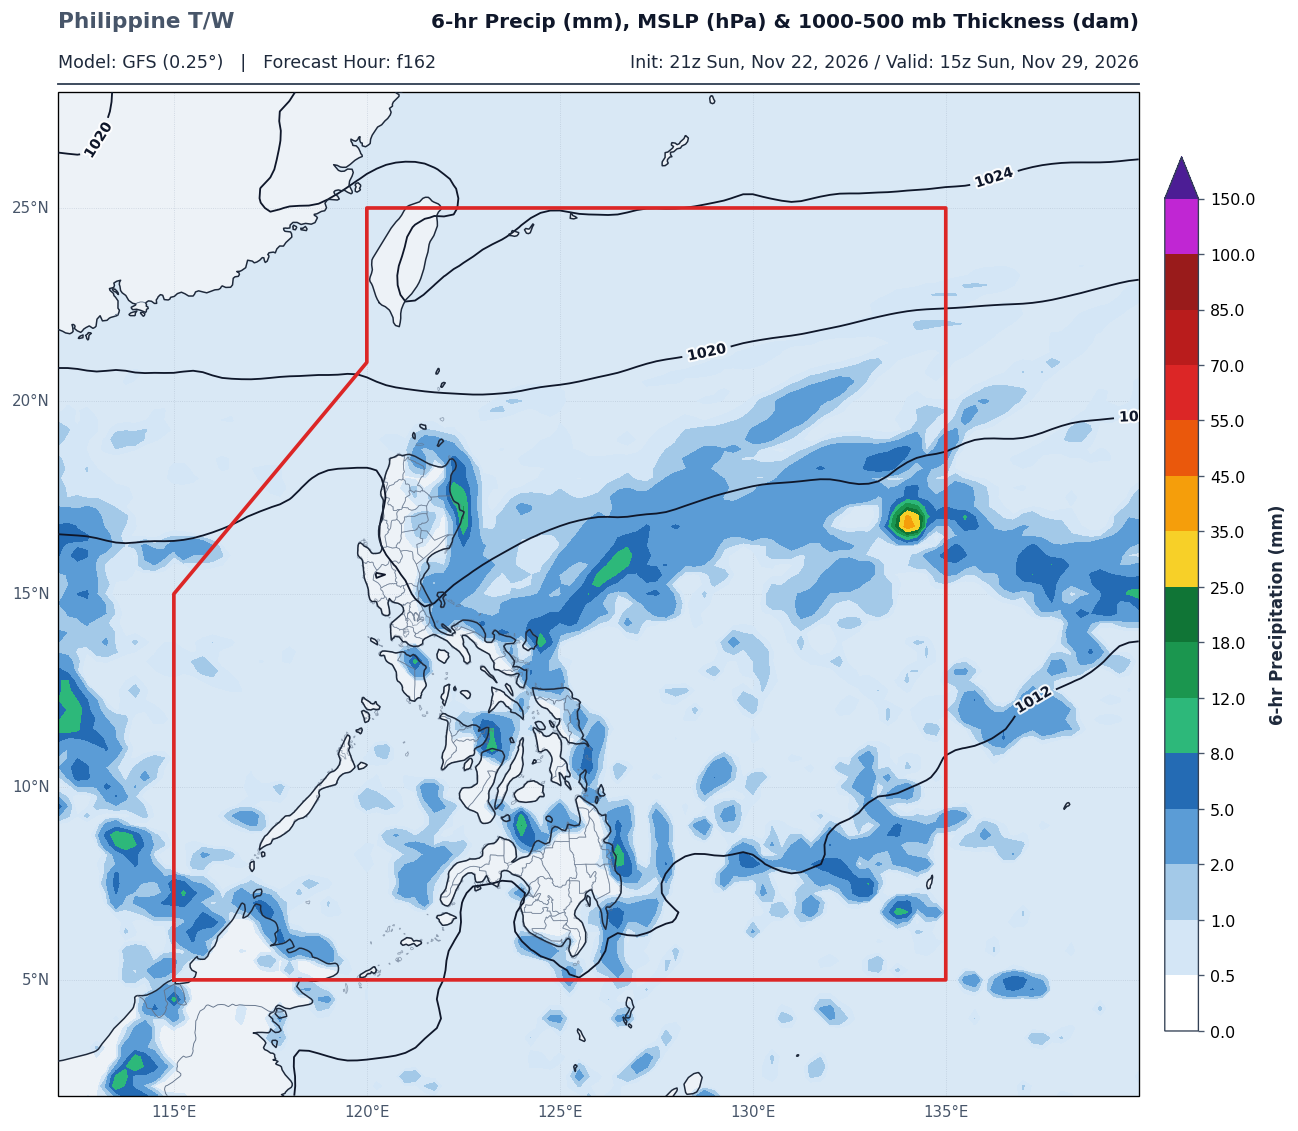 Philippine T/W
6-hr Precip (mm), MSLP (hPa) & 1000-500 mb Thickness (dam)
Model: GFS (0.25°) | Forecast Hour: f162
Init: 21z Sun, Nov 22, 2026 / Valid: 15z Sun, Nov 29, 2026
1020
1024
1020
10
1012
25°N
20°N
15°N
10°N
5°N
115°E
120°E
125°E
130°E
135°E
150.0
100.0
85.0
70.0
55.0
45.0
35.0
25.0
18.0
12.0
8.0
5.0
2.0
1.0
0.5
0.0
6-hr Precipitation (mm)